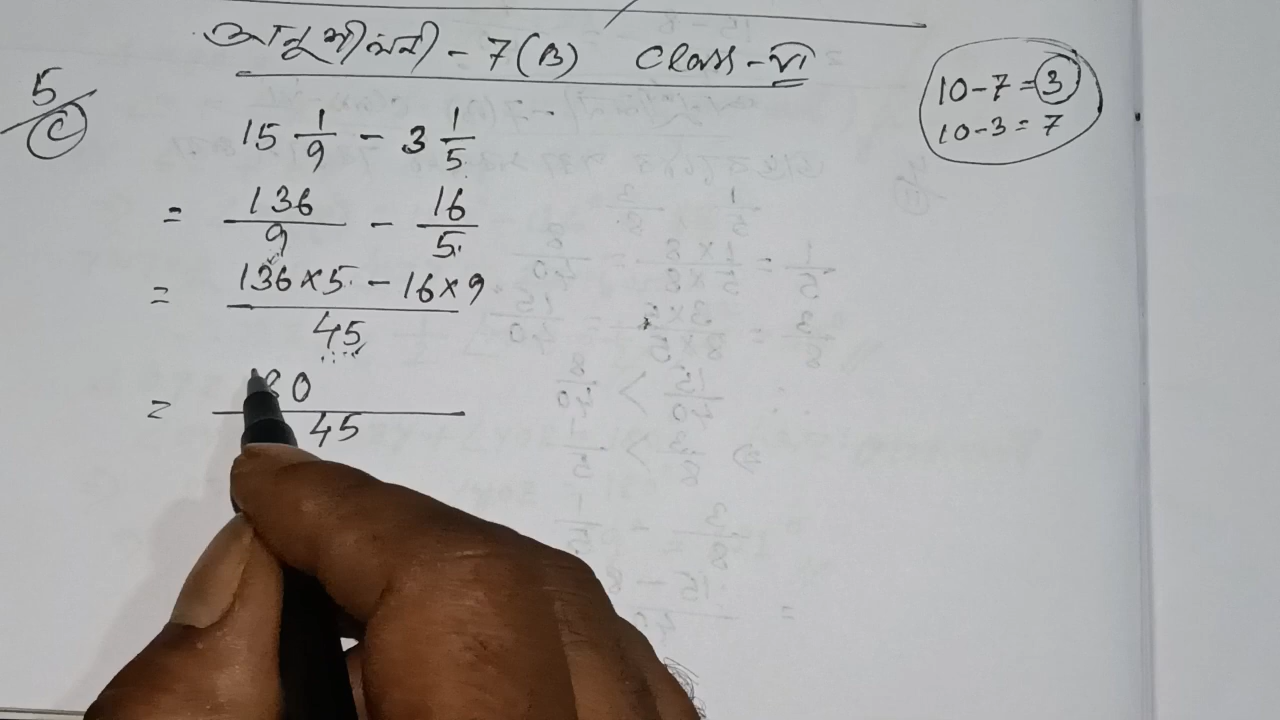 অনুশীলনী - 7(B) Class - VI
5/(C)
10-7=3
10-3=7
15 1/9 - 3 1/5
= 136/9 - 16/5
= 136×5 - 16×9 / 45
= 80 / 45